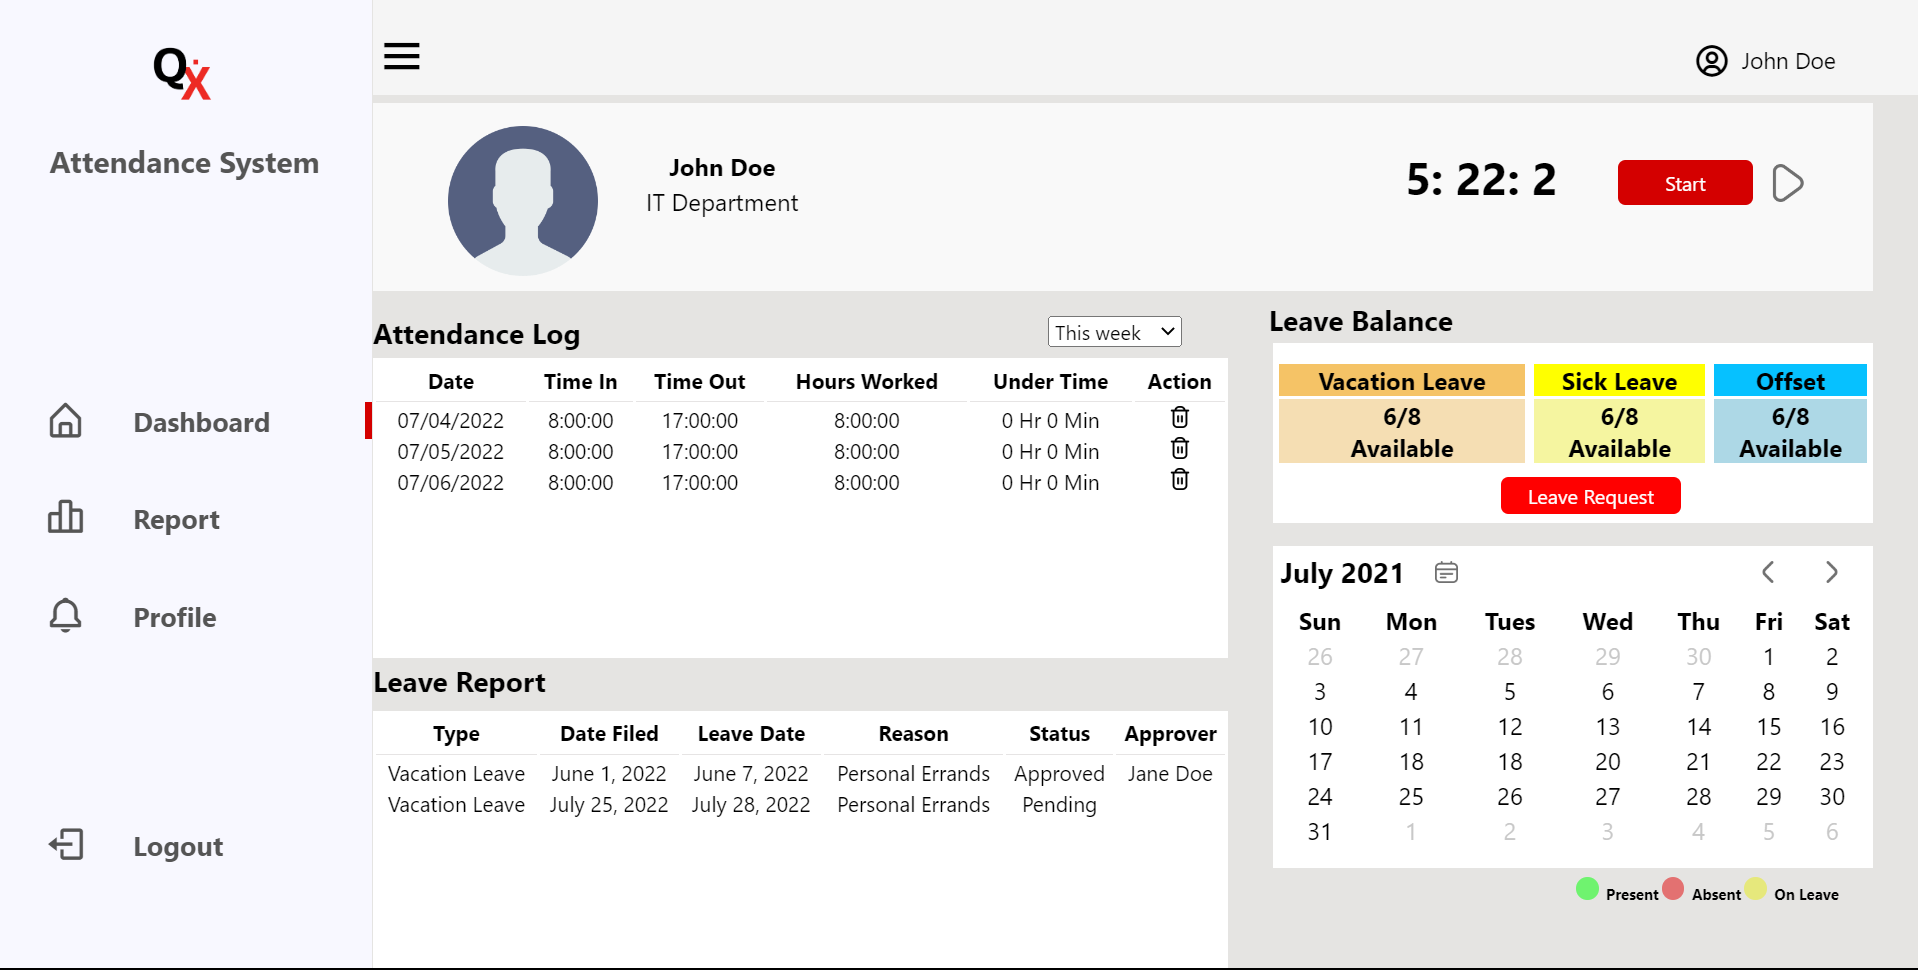 QX
Attendance System
Dashboard
Report
Profile
Logout
John Doe
John Doe
IT Department
5: 22: 2
Start
Attendance Log
This week
Date Time In Time Out Hours Worked Under Time Action
07/04/2022 8:00:00 17:00:00 8:00:00 0 Hr 0 Min
07/05/2022 8:00:00 17:00:00 8:00:00 0 Hr 0 Min
07/06/2022 8:00:00 17:00:00 8:00:00 0 Hr 0 Min
Leave Report
Type Date Filed Leave Date Reason Status Approver
Vacation Leave June 1, 2022 June 7, 2022 Personal Errands Approved Jane Doe
Vacation Leave July 25, 2022 July 28, 2022 Personal Errands Pending
Leave Balance
Vacation Leave Sick Leave Offset
6/8 6/8 6/8
Available Available Available
Leave Request
July 2021
Sun Mon Tues Wed Thu Fri Sat
26 27 28 29 30 1 2
3 4 5 6 7 8 9
10 11 12 13 14 15 16
17 18 18 20 21 22 23
24 25 26 27 28 29 30
31 1 2 3 4 5 6
Present Absent On Leave